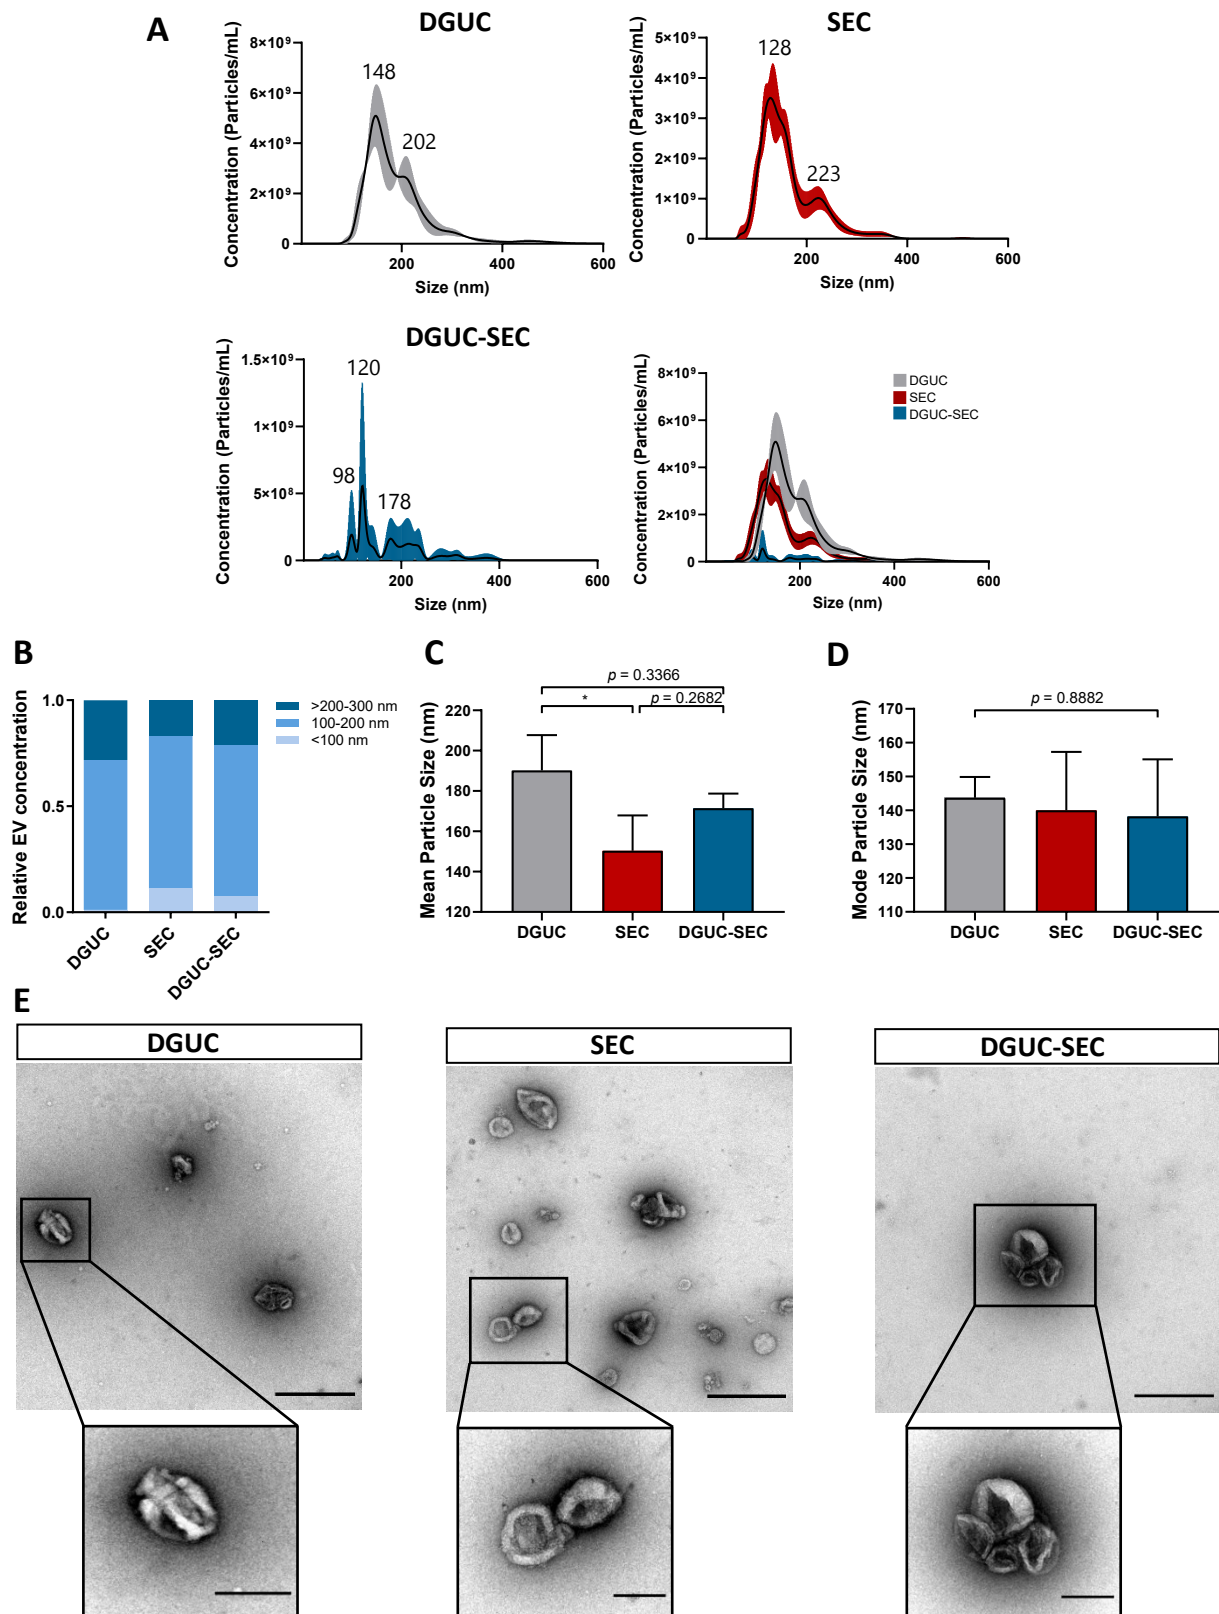 A
DGUC
Concentration (Particles/mL)
8×10⁹
6×10⁹
4×10⁹
2×10⁹
0
148
202
200
400
600
Size (nm)
SEC
Concentration (Particles/mL)
5×10⁹
4×10⁹
3×10⁹
2×10⁹
1×10⁹
0
128
223
200
400
600
Size (nm)
DGUC-SEC
Concentration (Particles/mL)
1.5×10⁹
1×10⁹
5×10⁸
0
98
120
178
200
400
600
Size (nm)
Concentration (Particles/mL)
8×10⁹
6×10⁹
4×10⁹
2×10⁹
0
DGUC
SEC
DGUC-SEC
200
400
600
Size (nm)
B
Relative EV concentration
1.0
0.5
0.0
>200-300 nm
100-200 nm
<100 nm
DGUC
SEC
DGUC-SEC
C
p = 0.3366
*
p = 0.2682
Mean Particle Size (nm)
220
200
180
160
140
120
DGUC
SEC
DGUC-SEC
D
p = 0.8882
Mode Particle Size (nm)
170
160
150
140
130
120
110
DGUC
SEC
DGUC-SEC
E
DGUC
SEC
DGUC-SEC